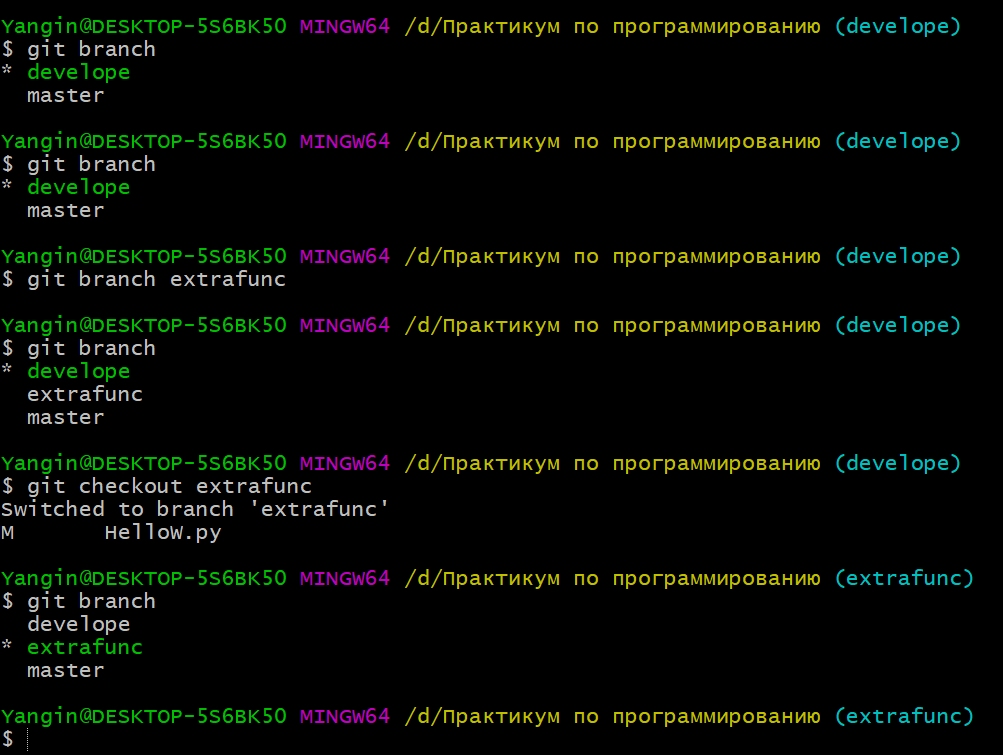 Yangin@DESKTOP-5S6BK50 MINGW64 /d/Практикум по программированию (develope)
$ git branch
* develope
  master
Yangin@DESKTOP-5S6BK50 MINGW64 /d/Практикум по программированию (develope)
$ git branch
* develope
  master
Yangin@DESKTOP-5S6BK50 MINGW64 /d/Практикум по программированию (develope)
$ git branch extrafunc
Yangin@DESKTOP-5S6BK50 MINGW64 /d/Практикум по программированию (develope)
$ git branch
* develope
  extrafunc
  master
Yangin@DESKTOP-5S6BK50 MINGW64 /d/Практикум по программированию (develope)
$ git checkout extrafunc
Switched to branch 'extrafunc'
M       HelloW.py
Yangin@DESKTOP-5S6BK50 MINGW64 /d/Практикум по программированию (extrafunc)
$ git branch
  develope
* extrafunc
  master
Yangin@DESKTOP-5S6BK50 MINGW64 /d/Практикум по программированию (extrafunc)
$